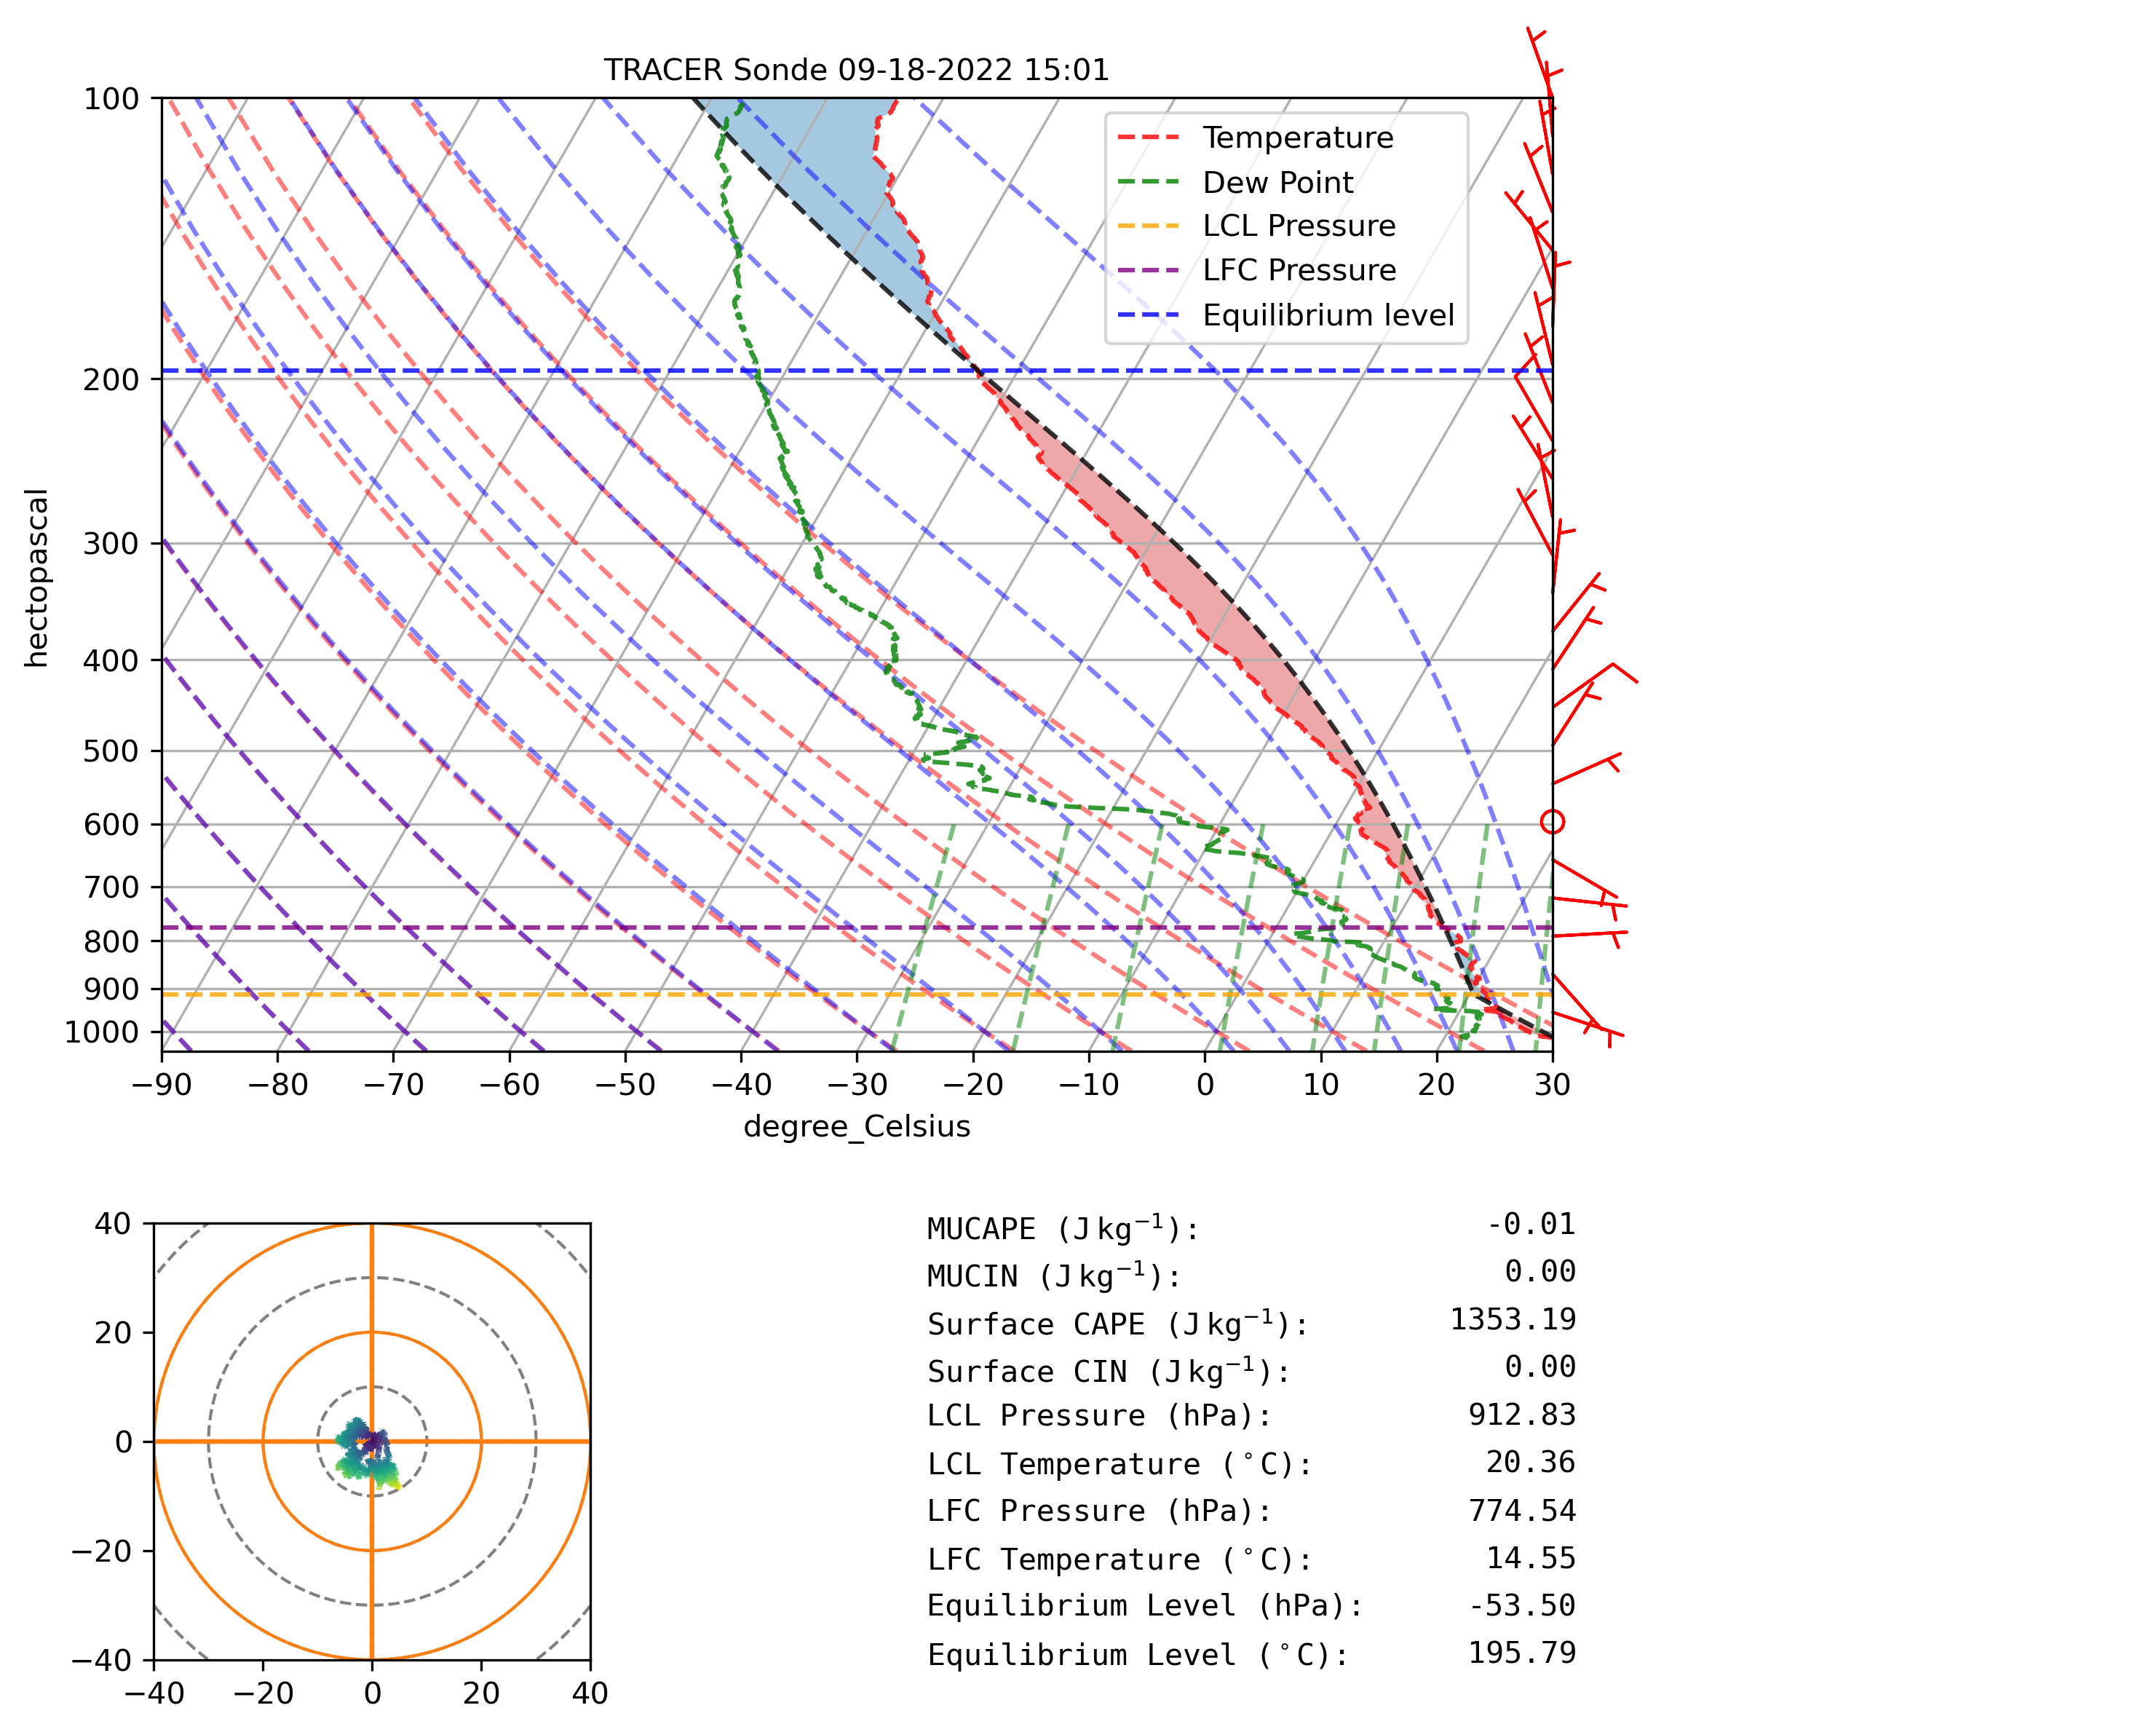 TRACER Sonde 09-18-2022 15:01
100
200
300
400
500
600
700
800
900
1000
hectopascal
Temperature
Dew Point
LCL Pressure
LFC Pressure
Equilibrium level
−90 −80 −70 −60 −50 −40 −30 −20 −10 0 10 20 30
degree_Celsius
40
20
0
−20
−40
−40 −20 0 20 40
MUCAPE (J kg⁻¹): -0.01
MUCIN (J kg⁻¹): 0.00
Surface CAPE (J kg⁻¹): 1353.19
Surface CIN (J kg⁻¹): 0.00
LCL Pressure (hPa): 912.83
LCL Temperature (°C): 20.36
LFC Pressure (hPa): 774.54
LFC Temperature (°C): 14.55
Equilibrium Level (hPa): -53.50
Equilibrium Level (°C): 195.79